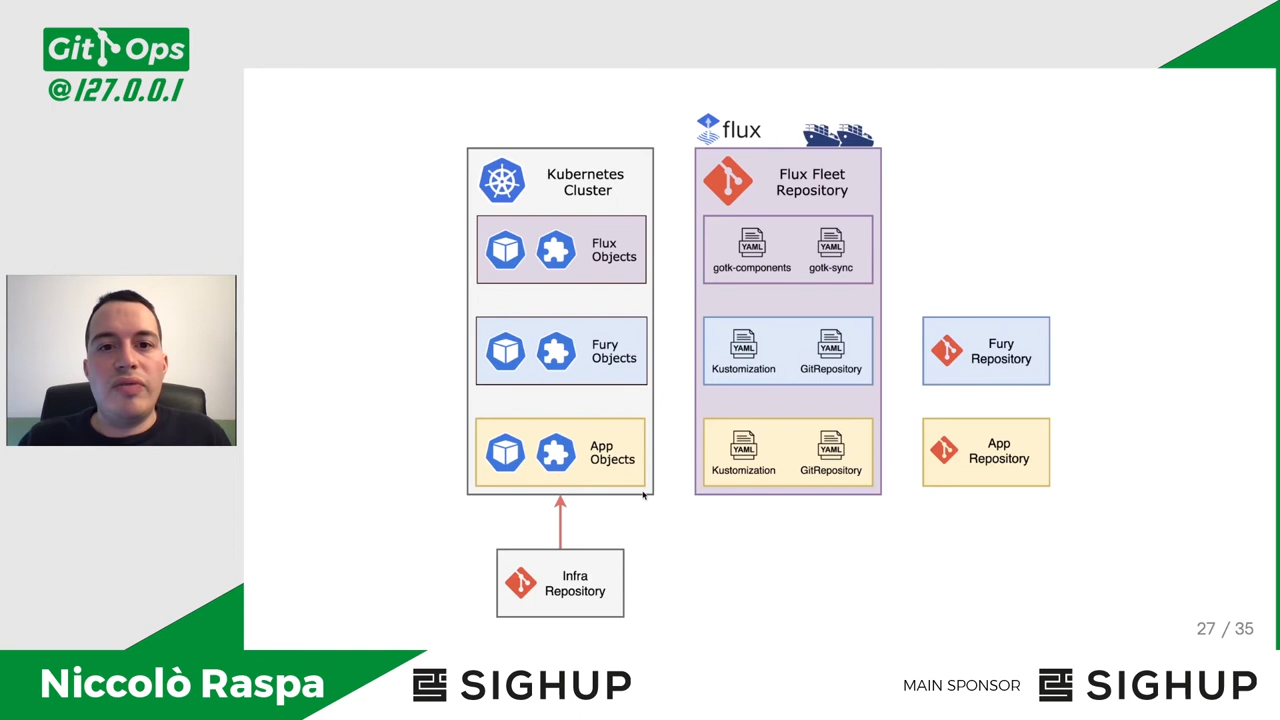 Git Ops
@127.0.0.1
flux
Kubernetes
Cluster
Flux
Objects
Fury
Objects
App
Objects
Infra
Repository
Flux Fleet
Repository
YAML
YAML
gotk-components
gotk-sync
YAML
YAML
Kustomization
GitRepository
YAML
YAML
Kustomization
GitRepository
Fury
Repository
App
Repository
27 / 35
Niccolò Raspa
SIGHUP
MAIN SPONSOR
SIGHUP